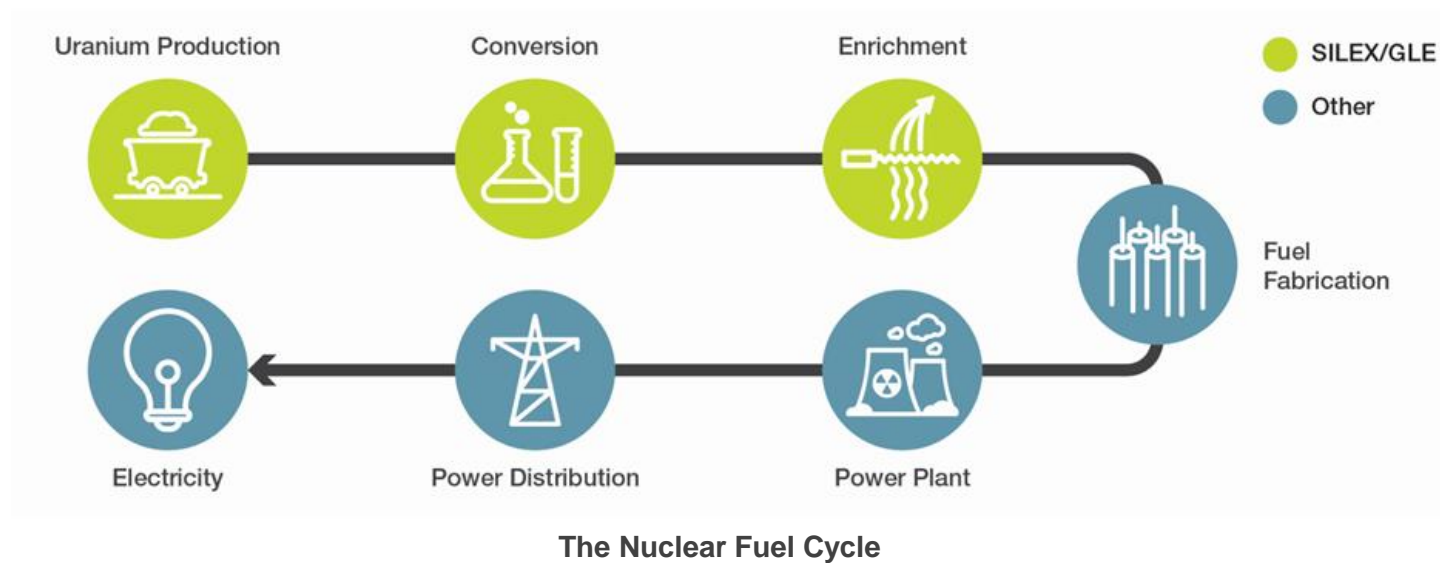 Uranium Production
Conversion
Enrichment
SILEX/GLE
Other
Fuel
Fabrication
Electricity
Power Distribution
Power Plant
The Nuclear Fuel Cycle